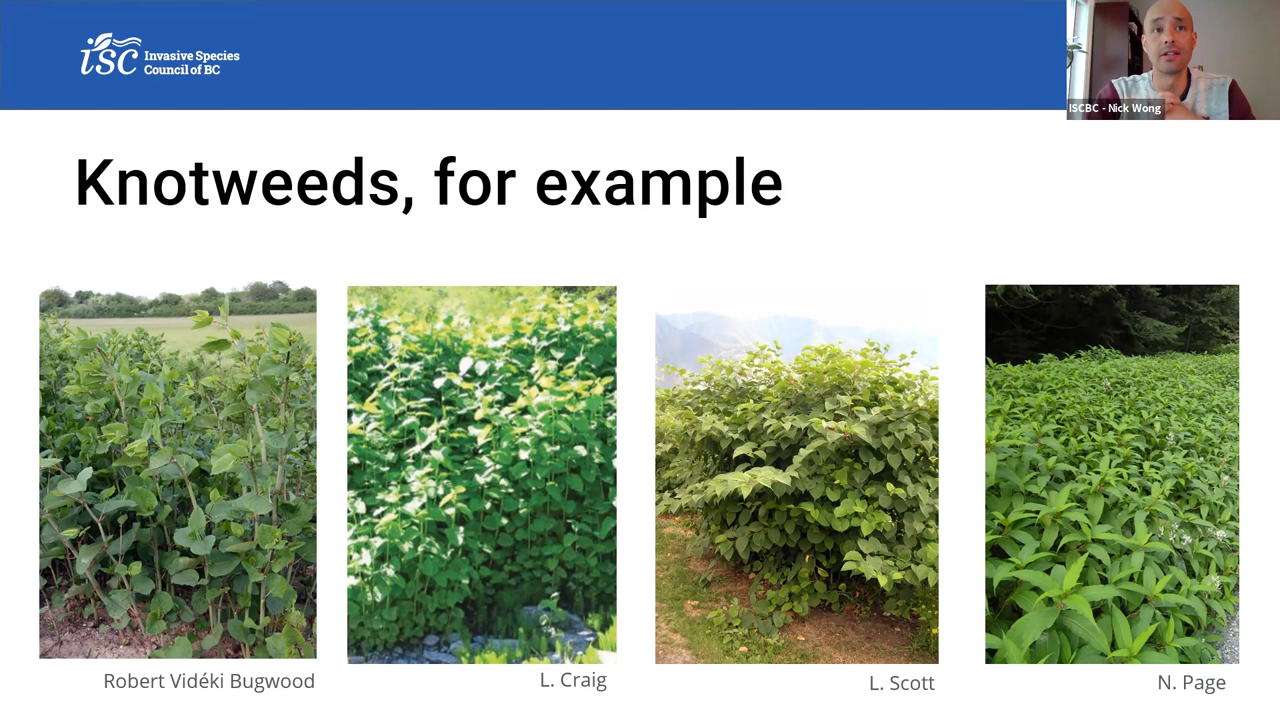 isc Invasive Species
Council of BC
ISCBC - Nick Wong
Knotweeds, for example
Robert Vidéki Bugwood
L. Craig
L. Scott
N. Page